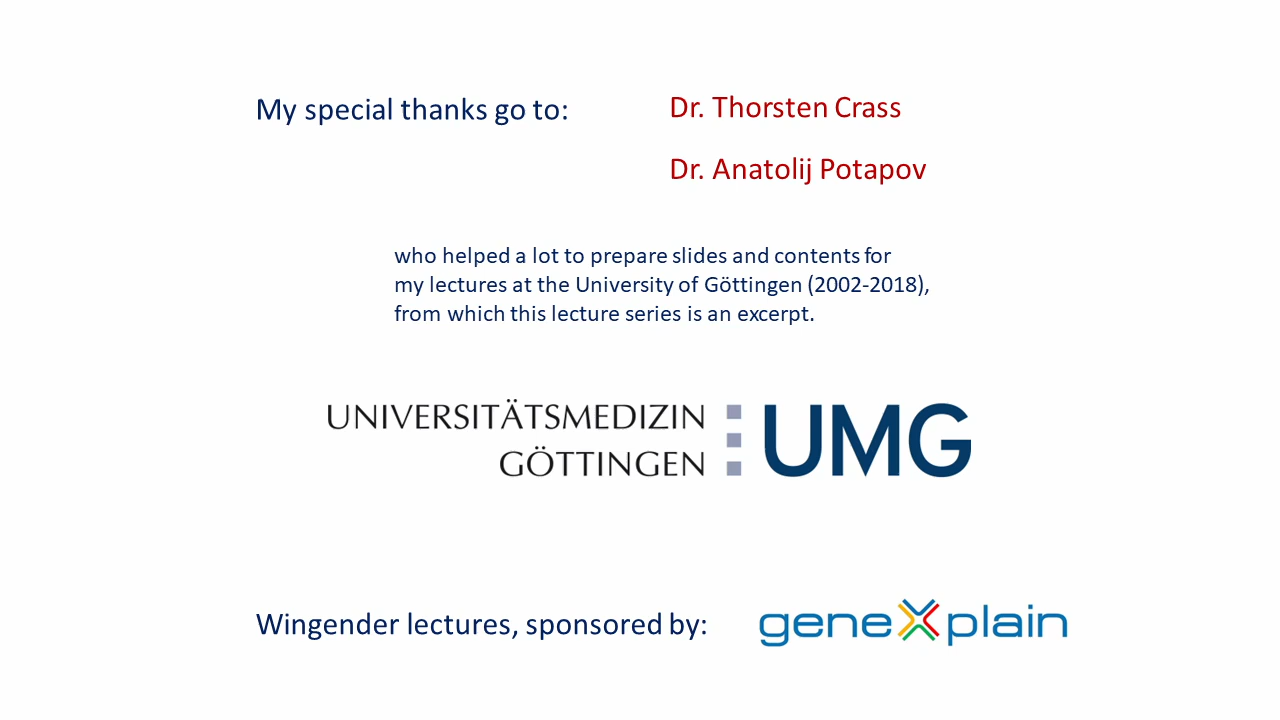 My special thanks go to:
Dr. Thorsten Crass
Dr. Anatolij Potapov
who helped a lot to prepare slides and contents for
my lectures at the University of Göttingen (2002-2018),
from which this lecture series is an excerpt.
UNIVERSITÄTSMEDIZIN
GÖTTINGEN
UMG
Wingender lectures, sponsored by:
geneXplain